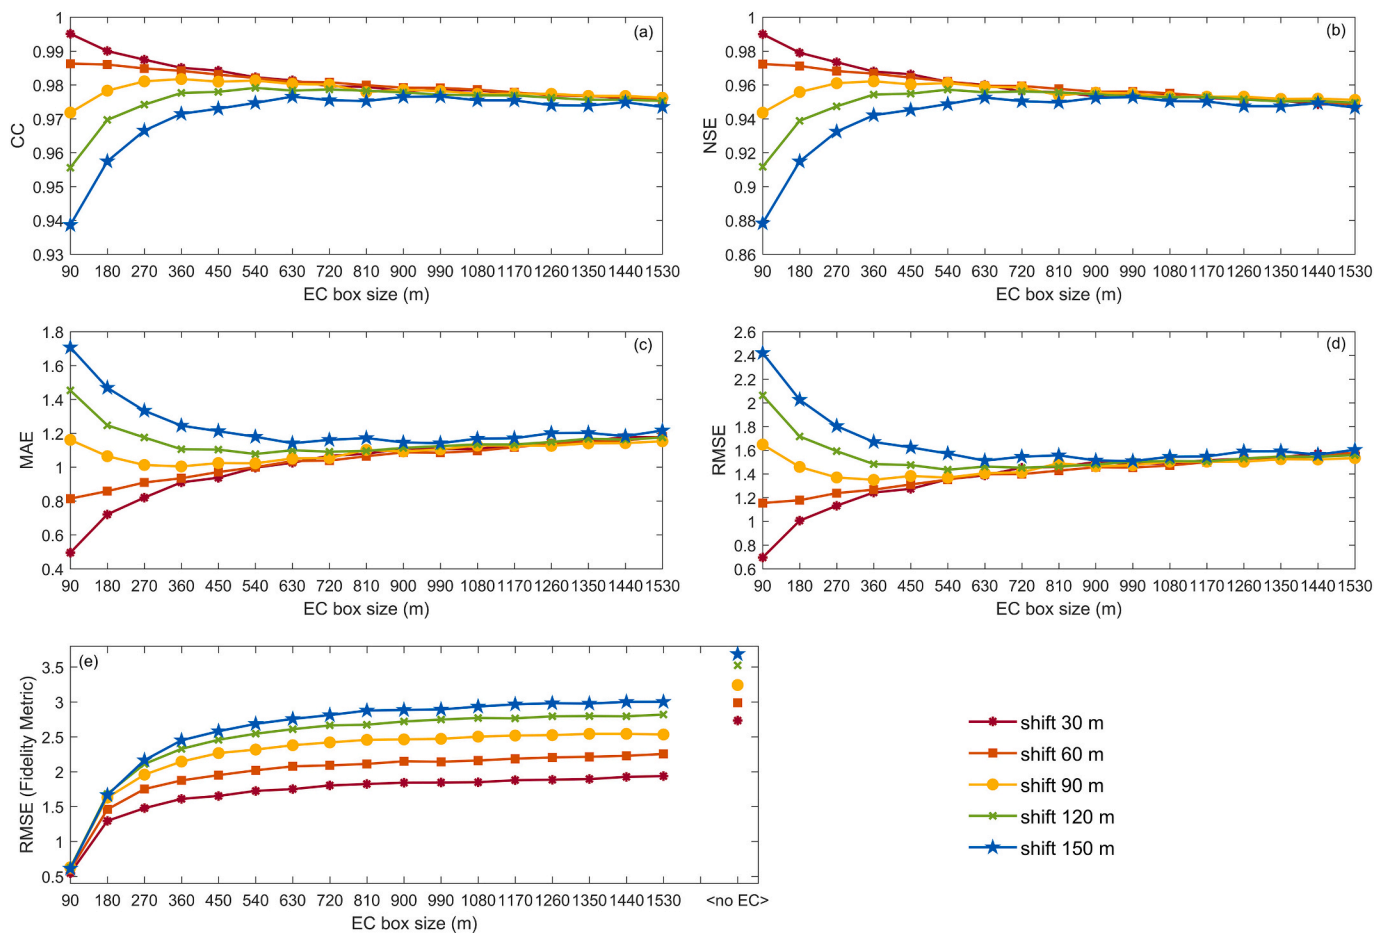 (a)
CC
1
0.99
0.98
0.97
0.96
0.95
0.94
0.93
90 180 270 360 450 540 630 720 810 900 990 1080 1170 1260 1350 1440 1530
EC box size (m)
(b)
NSE
1
0.98
0.96
0.94
0.92
0.9
0.88
0.86
90 180 270 360 450 540 630 720 810 900 990 1080 1170 1260 1350 1440 1530
EC box size (m)
(c)
MAE
1.8
1.6
1.4
1.2
1
0.8
0.6
0.4
90 180 270 360 450 540 630 720 810 900 990 1080 1170 1260 1350 1440 1530
EC box size (m)
(d)
RMSE
2.6
2.4
2.2
2
1.8
1.6
1.4
1.2
1
0.8
0.6
90 180 270 360 450 540 630 720 810 900 990 1080 1170 1260 1350 1440 1530
EC box size (m)
(e)
RMSE (Fidelity Metric)
3.5
3
2.5
2
1.5
1
0.5
90 180 270 360 450 540 630 720 810 900 990 1080 1170 1260 1350 1440 1530 <no EC>
EC box size (m)
shift 30 m
shift 60 m
shift 90 m
shift 120 m
shift 150 m